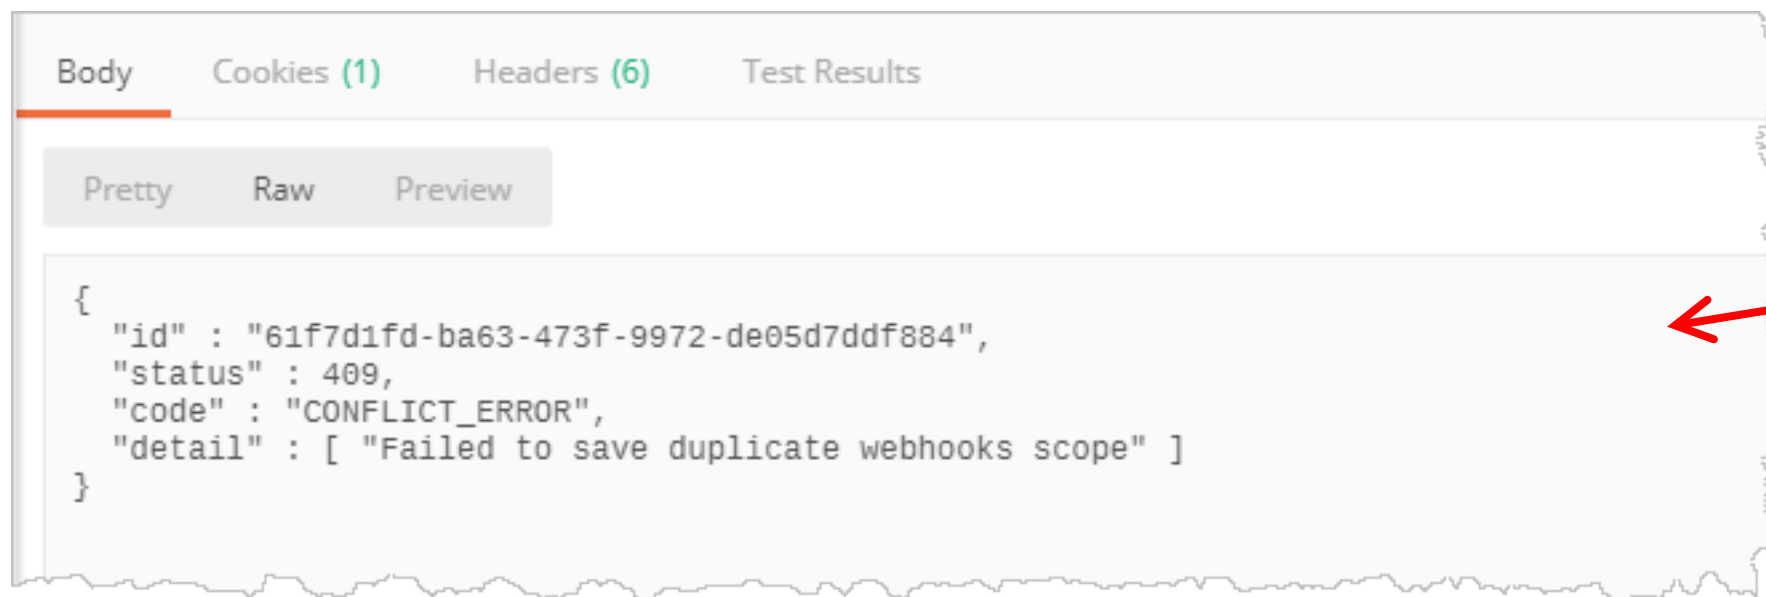 Body Cookies (1) Headers (6) Test Results
Pretty Raw Preview
{
"id" : "61f7d1fd-ba63-473f-9972-de05d7ddf884",
"status" : 409,
"code" : "CONFLICT_ERROR",
"detail" : [ "Failed to save duplicate webhooks scope" ]
}